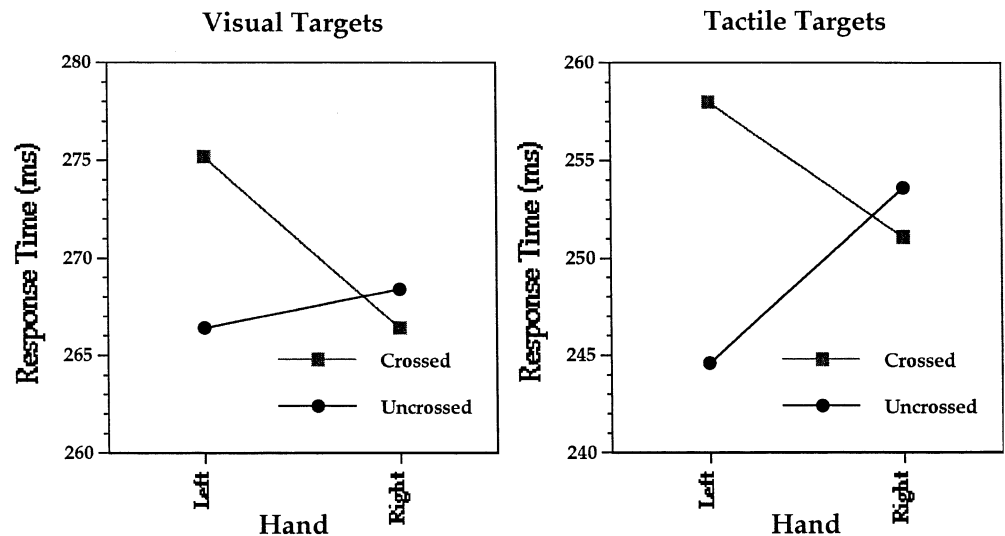 Visual Targets
Response Time (ms)
280
275
270
265
260
Crossed
Uncrossed
Left
Right
Hand
Tactile Targets
Response Time (ms)
260
255
250
245
240
Crossed
Uncrossed
Left
Right
Hand